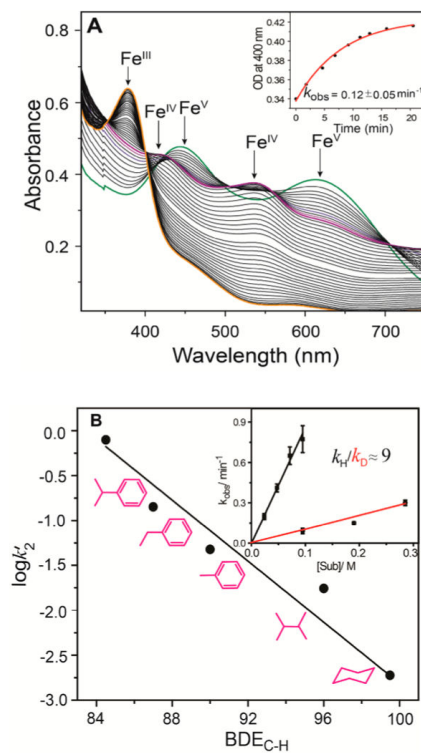 A
Fe^III
Fe^IV
Fe^V
Fe^IV
Fe^V
OD at 400 nm
0.42
0.40
0.38
0.36
0.34
k_obs = 0.12±0.05 min^-1
0 5 10 15 20
Time (min)
Absorbance
0.8
0.6
0.4
0.2
400 500 600 700
Wavelength (nm)
B
logk'_2
0.0
-0.5
-1.0
-1.5
-2.0
-2.5
-3.0
k_obs/ min^-1
0.9
0.6
0.3
0.0
k_H/k_D≈ 9
0.0 0.1 0.2 0.3
[Sub]/ M
84 88 92 96 100
BDE_C-H